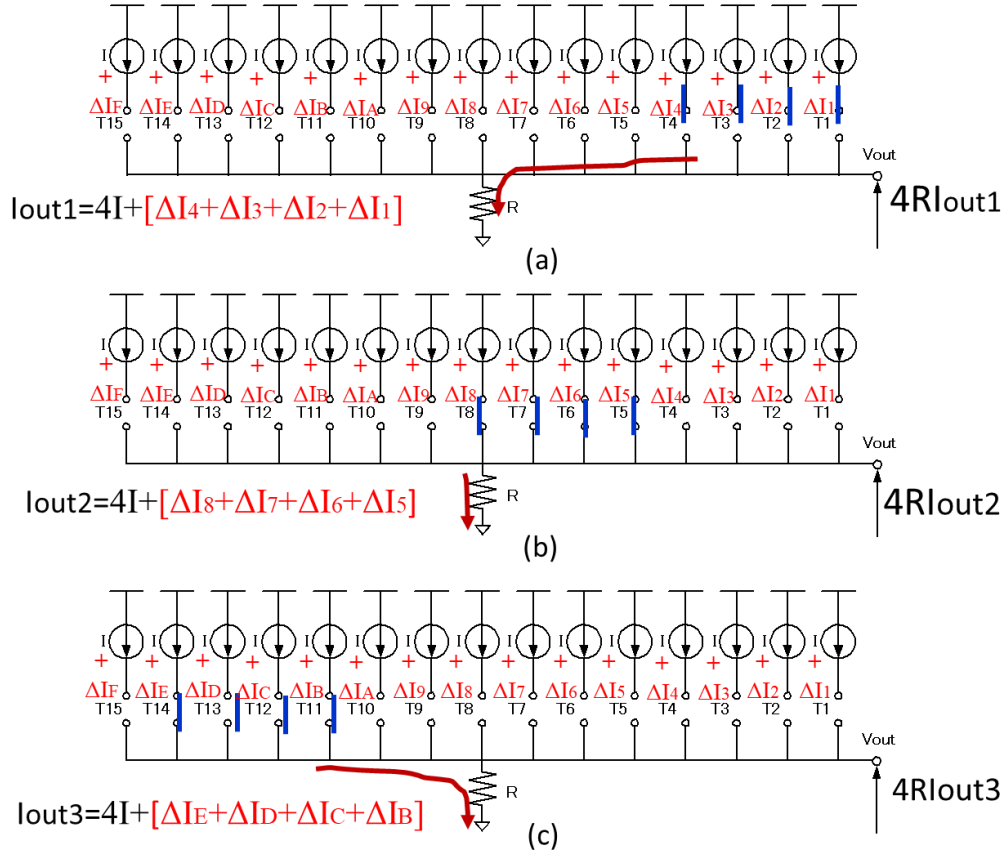 I I I I I I I I I I I I I I I
+ + + + + + + + + + + + + + +
ΔIF ΔIE ΔID ΔIC ΔIB ΔIA ΔI9 ΔI8 ΔI7 ΔI6 ΔI5 ΔI4 ΔI3 ΔI2 ΔI1
T15 T14 T13 T12 T11 T10 T9 T8 T7 T6 T5 T4 T3 T2 T1
Vout
Iout1=4I+[ΔI4+ΔI3+ΔI2+ΔI1]
R
4RIout1
(a)
I I I I I I I I I I I I I I I
+ + + + + + + + + + + + + + +
ΔIF ΔIE ΔID ΔIC ΔIB ΔIA ΔI9 ΔI8 ΔI7 ΔI6 ΔI5 ΔI4 ΔI3 ΔI2 ΔI1
T15 T14 T13 T12 T11 T10 T9 T8 T7 T6 T5 T4 T3 T2 T1
Vout
Iout2=4I+[ΔI8+ΔI7+ΔI6+ΔI5]
R
4RIout2
(b)
I I I I I I I I I I I I I I I
+ + + + + + + + + + + + + + +
ΔIF ΔIE ΔID ΔIC ΔIB ΔIA ΔI9 ΔI8 ΔI7 ΔI6 ΔI5 ΔI4 ΔI3 ΔI2 ΔI1
T15 T14 T13 T12 T11 T10 T9 T8 T7 T6 T5 T4 T3 T2 T1
Vout
R
4RIout3
Iout3=4I+[ΔIE+ΔID+ΔIC+ΔIB]
(c)